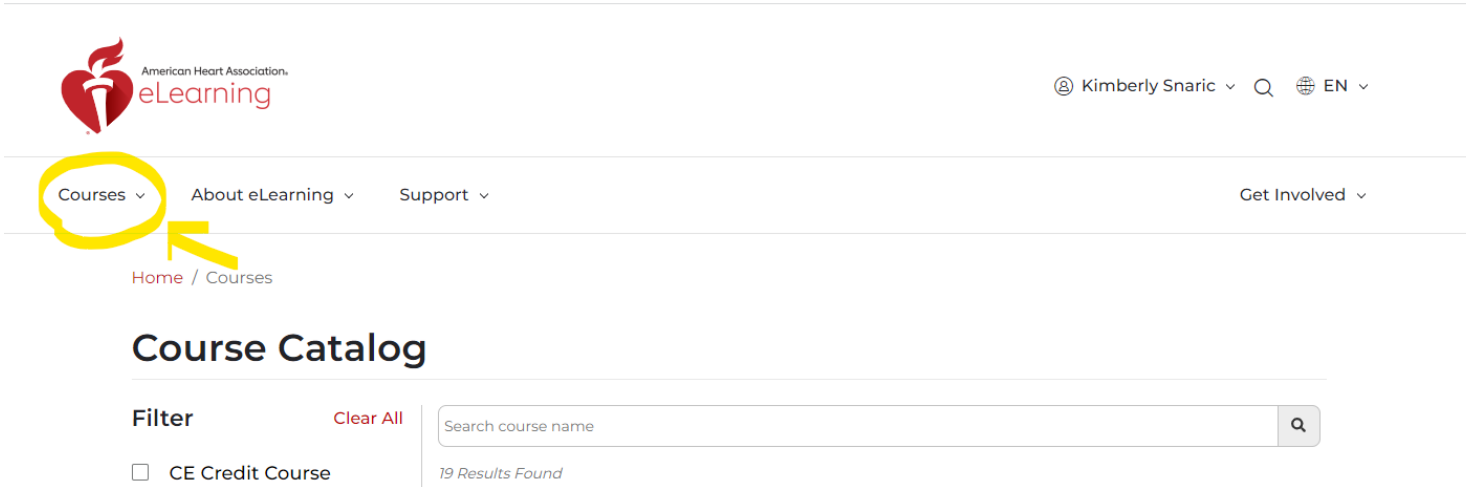 American Heart Association®
eLearning
Kimberly Snaric
EN
Courses
About eLearning
Support
Get Involved
Home / Courses
Course Catalog
Filter
Clear All
Search course name
CE Credit Course
19 Results Found